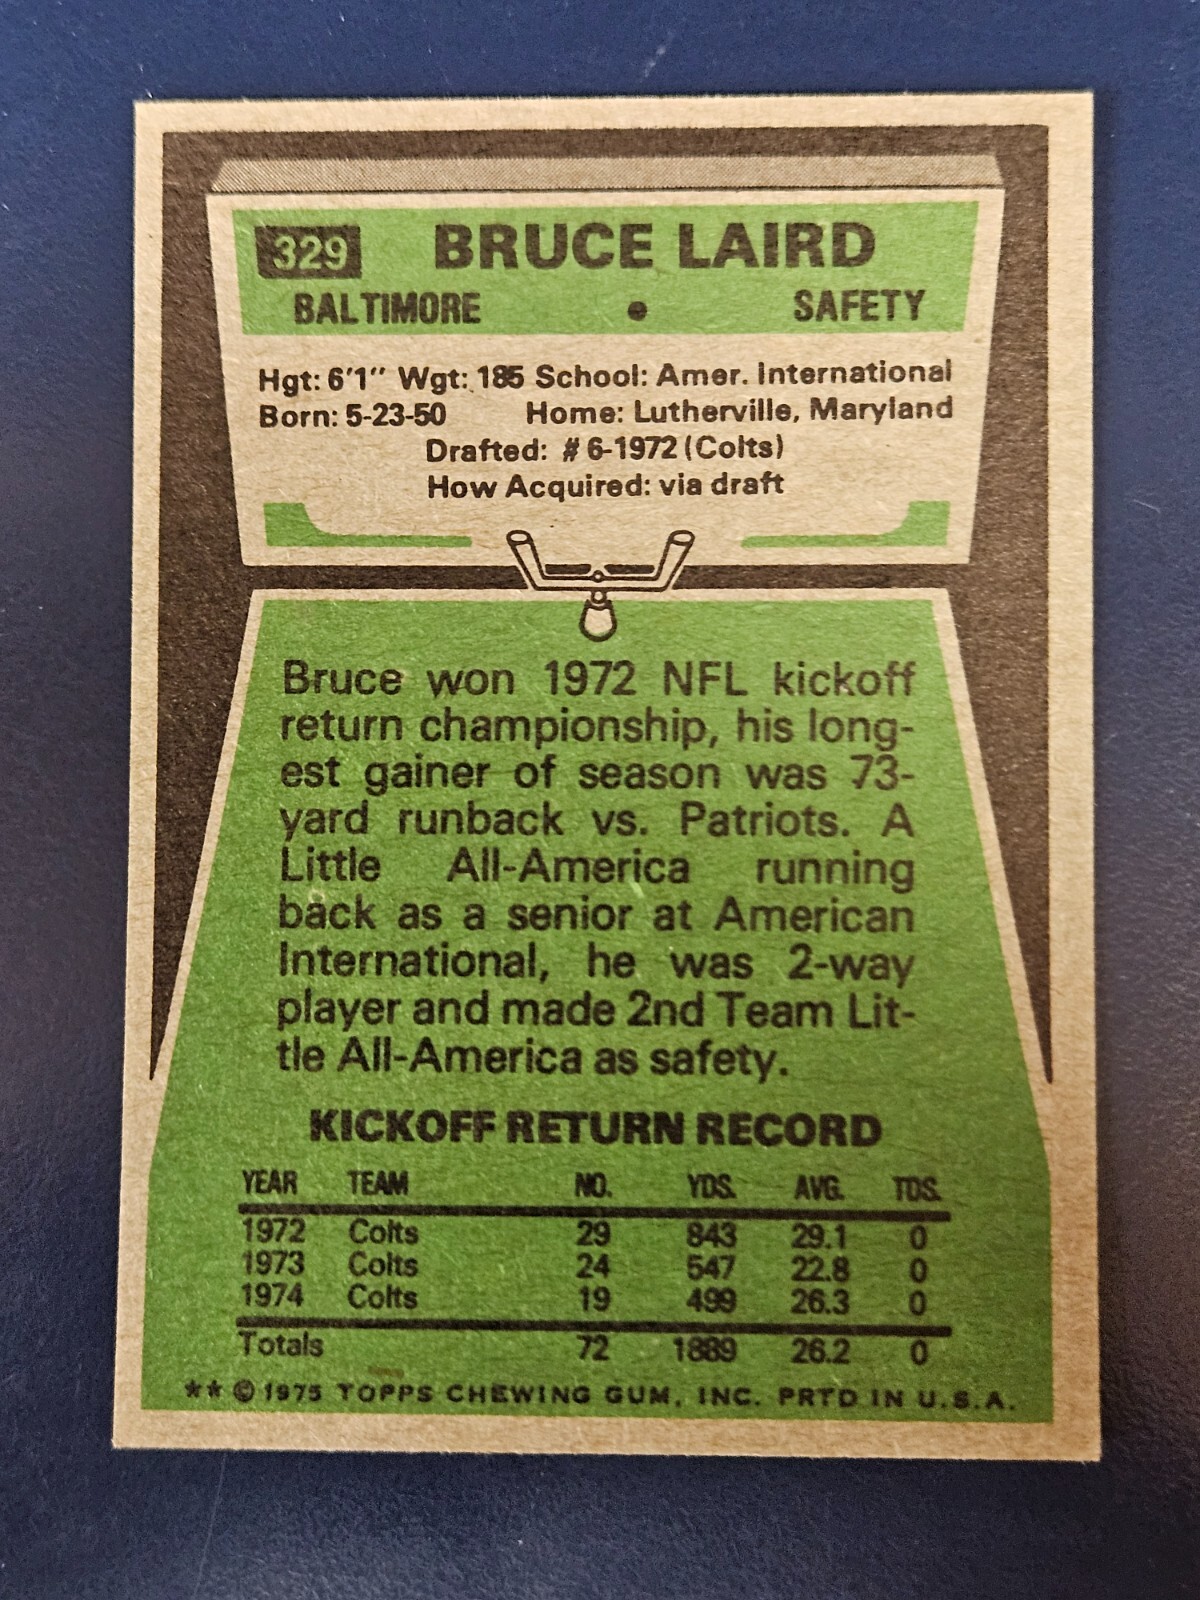 329 BRUCE LAIRD
BALTIMORE • SAFETY
Hgt: 6'1" Wgt: 185 School: Amer. International
Born: 5-23-50 Home: Lutherville, Maryland
Drafted: # 6-1972 (Colts)
How Acquired: via draft
Bruce won 1972 NFL kickoff
return championship, his long-
est gainer of season was 73-
yard runback vs. Patriots. A
Little All-America running
back as a senior at American
International, he was 2-way
player and made 2nd Team Lit-
tle All-America as safety.
KICKOFF RETURN RECORD
YEAR TEAM NO. YDS. AVG. TDS.
1972 Colts 29 843 29.1 0
1973 Colts 24 547 22.8 0
1974 Colts 19 499 26.3 0
Totals 72 1889 26.2 0
** © 1975 TOPPS CHEWING GUM, INC. PRTD IN U.S.A.